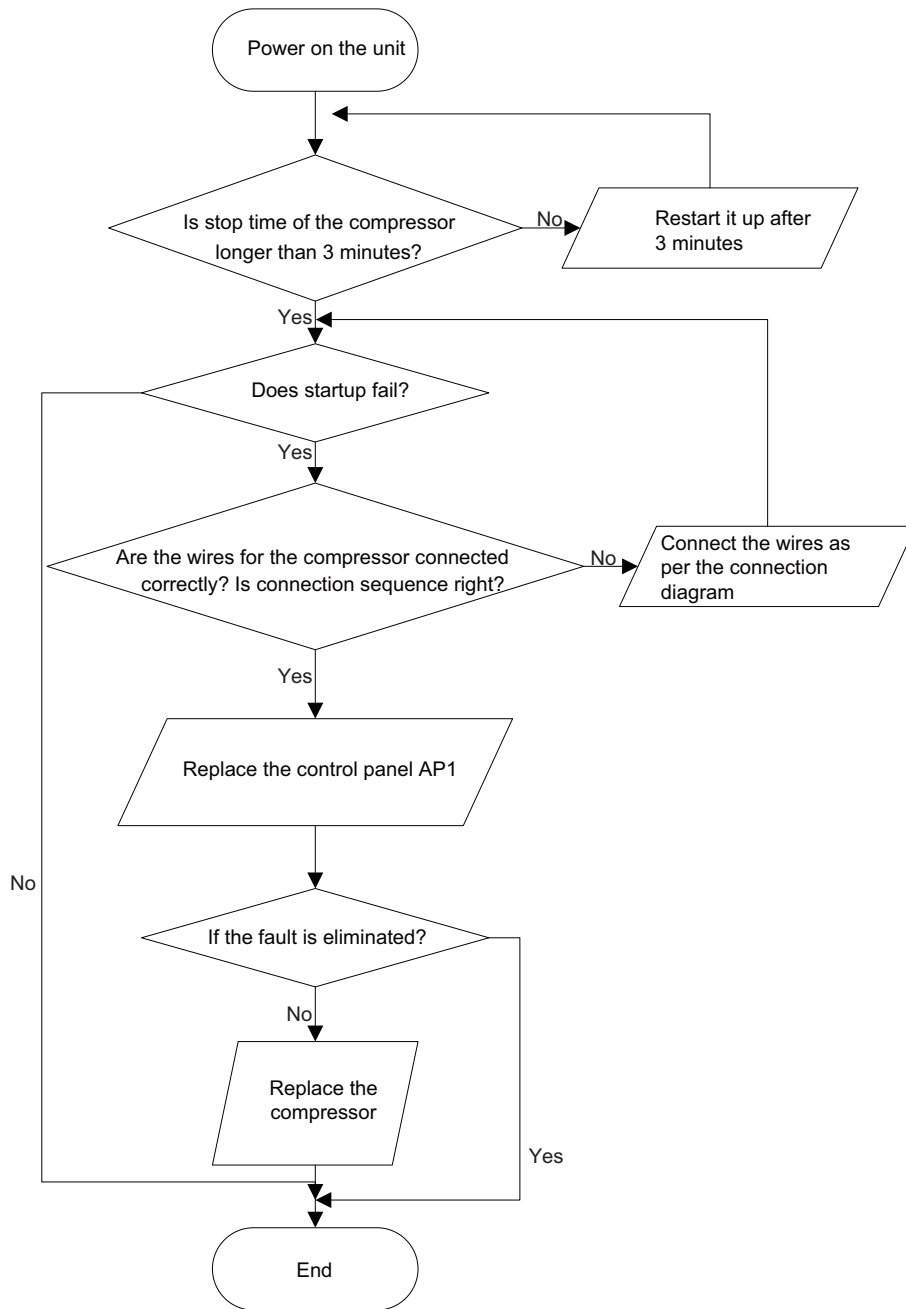 Power on the unit
Is stop time of the compressor
longer than 3 minutes?
No
Restart it up after
3 minutes
Yes
Does startup fail?
Yes
Are the wires for the compressor connected
correctly? Is connection sequence right?
No
Connect the wires as
per the connection
diagram
Yes
Replace the control panel AP1
No
If the fault is eliminated?
No
Replace the
compressor
Yes
End